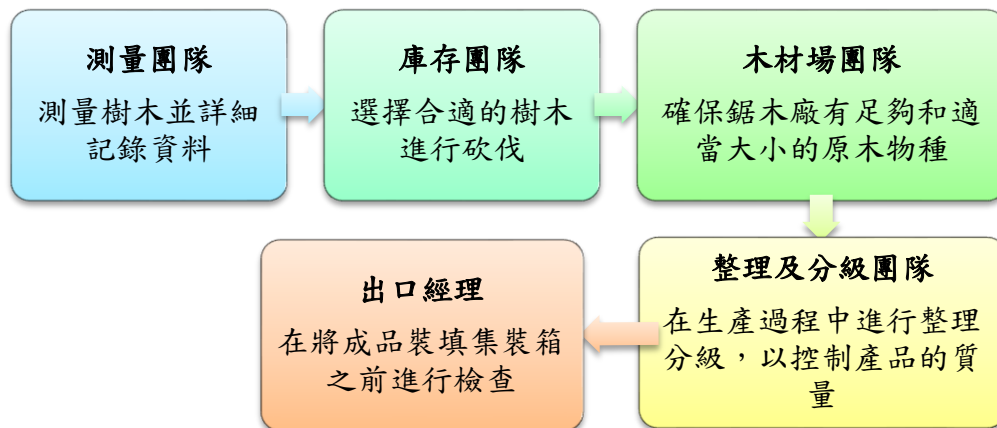 測量團隊
測量樹木並詳細
記錄資料
庫存團隊
選擇合適的樹木
進行砍伐
木材場團隊
確保鋸木廠有足夠和適
當大小的原木物種
整理及分級團隊
在生產過程中進行整理
分級，以控制產品的質
量
出口經理
在將成品裝填集裝箱
之前進行檢查